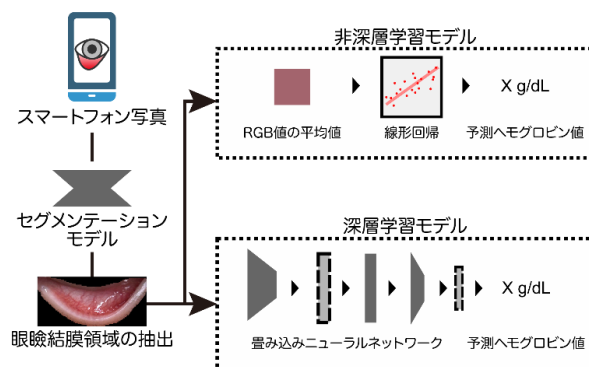 スマートフォン写真
セグメンテーション
モデル
眼瞼結膜領域の抽出
非深層学習モデル
X g/dL
RGB値の平均値
線形回帰
予測ヘモグロビン値
深層学習モデル
X g/dL
畳み込みニューラルネットワーク
予測ヘモグロビン値